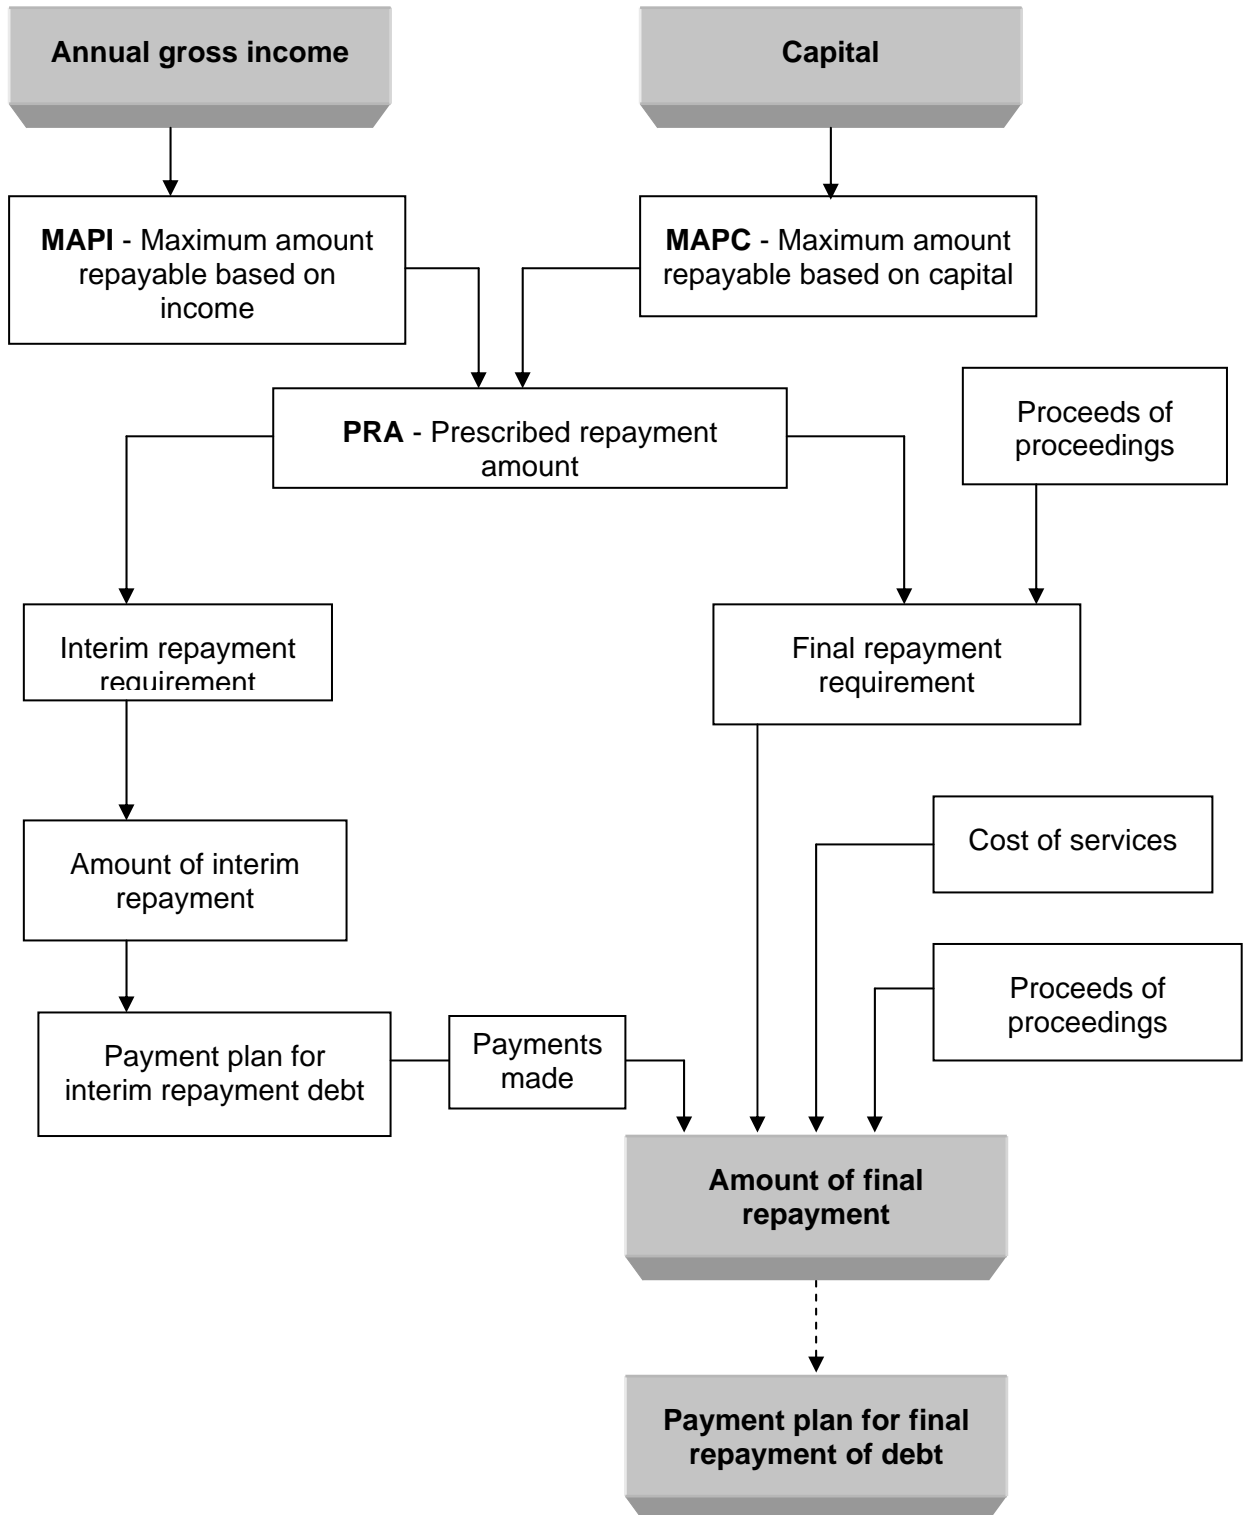 Annual gross income
Capital
MAPI - Maximum amount
repayable based on
income
MAPC - Maximum amount
repayable based on capital
PRA - Prescribed repayment
amount
Proceeds of
proceedings
Interim repayment
requirement
Final repayment
requirement
Amount of interim
repayment
Cost of services
Proceeds of
proceedings
Payment plan for
interim repayment debt
Payments
made
Amount of final
repayment
Payment plan for final
repayment of debt